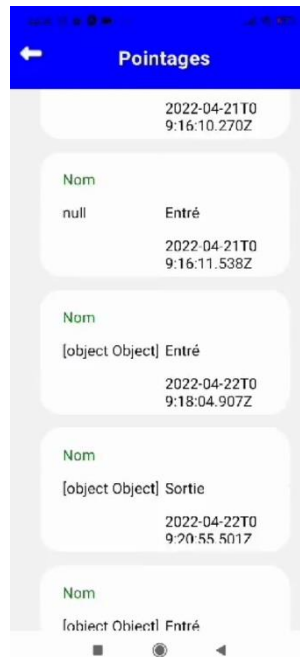 Pointages
2022-04-21T0
9:16:10.270Z
Nom
null Entré
2022-04-21T0
9:16:11.538Z
Nom
[object Object] Entré
2022-04-22T0
9:18:04.907Z
Nom
[object Object] Sortie
2022-04-22T0
9:20:55.501Z
Nom
[object Object] Entré